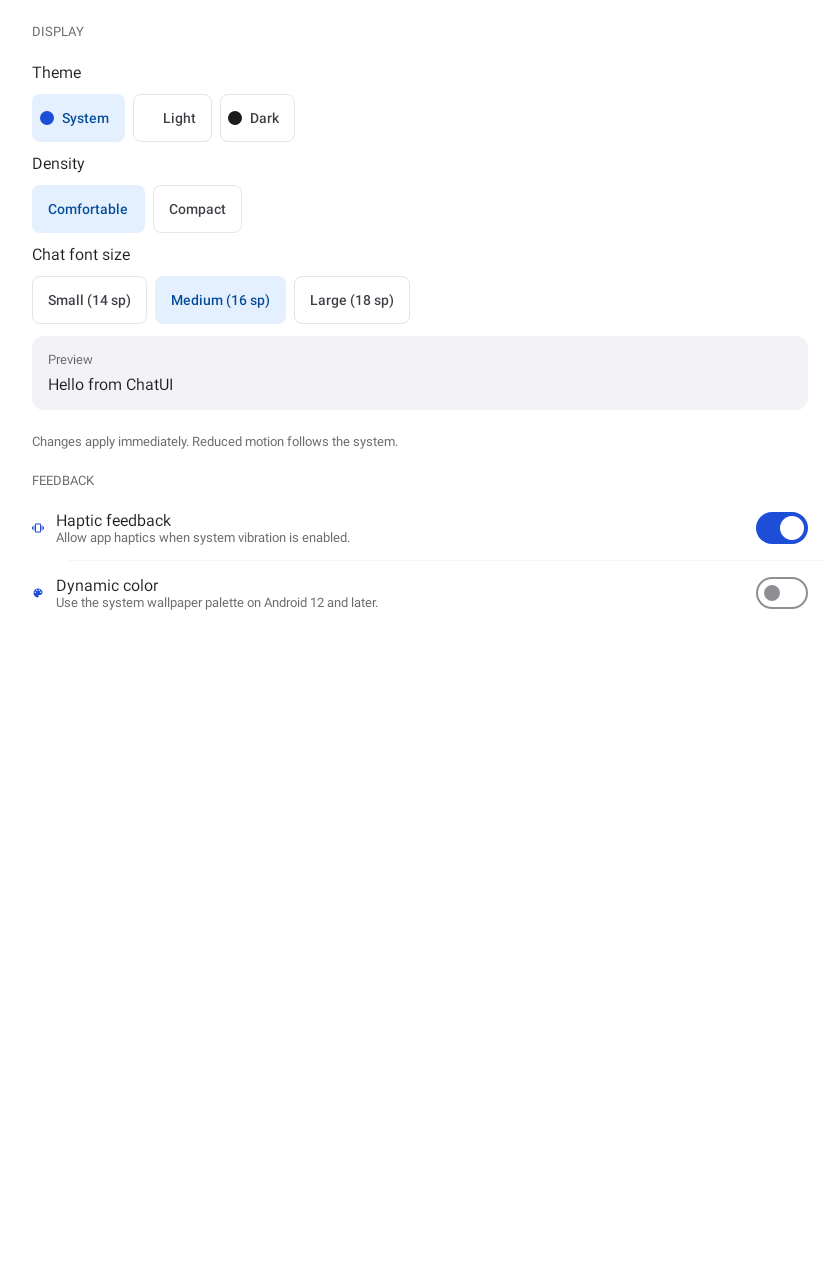 DISPLAY
Theme
System
Light
Dark
Density
Comfortable
Compact
Chat font size
Small (14 sp)
Medium (16 sp)
Large (18 sp)
Preview
Hello from ChatUI
Changes apply immediately. Reduced motion follows the system.
FEEDBACK
Haptic feedback
Allow app haptics when system vibration is enabled.
Dynamic color
Use the system wallpaper palette on Android 12 and later.